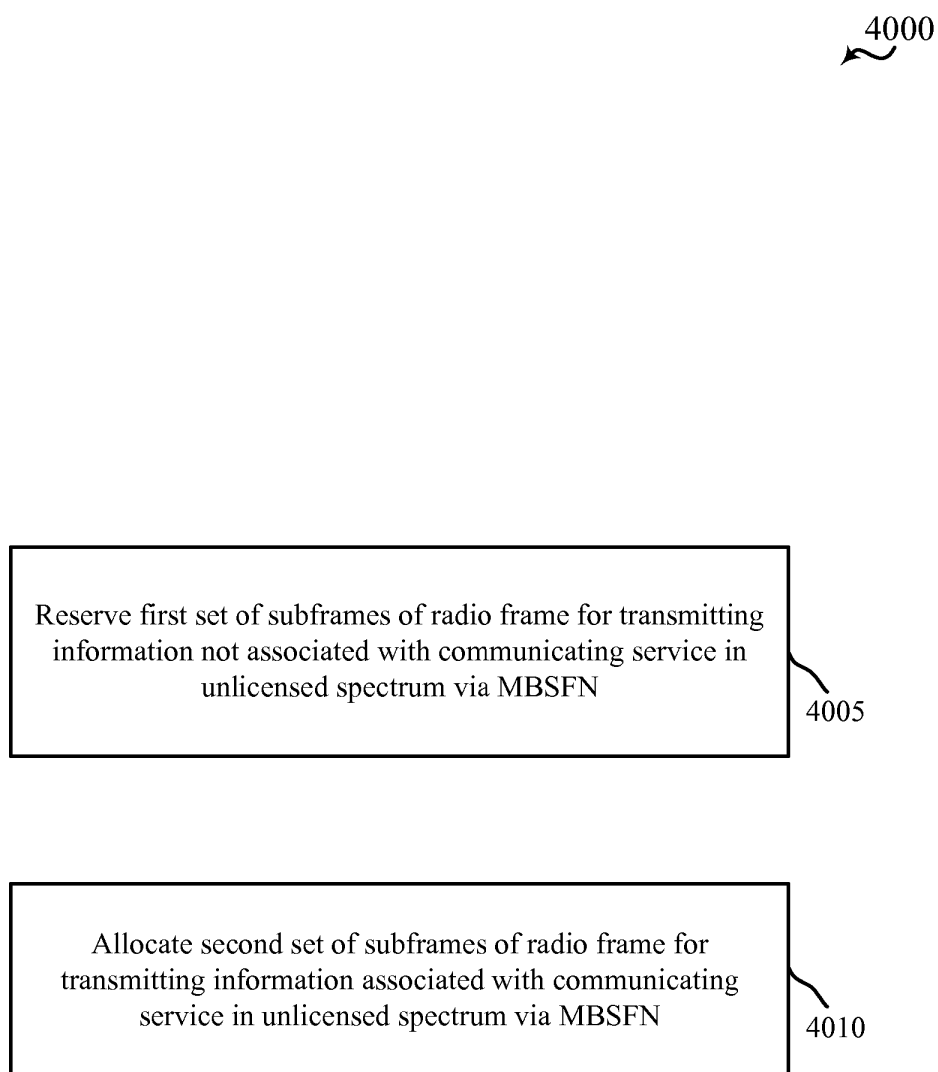 4000
Reserve first set of subframes of radio frame for transmitting
information not associated with communicating service in
unlicensed spectrum via MBSFN
4005
Allocate second set of subframes of radio frame for
transmitting information associated with communicating
service in unlicensed spectrum via MBSFN
4010